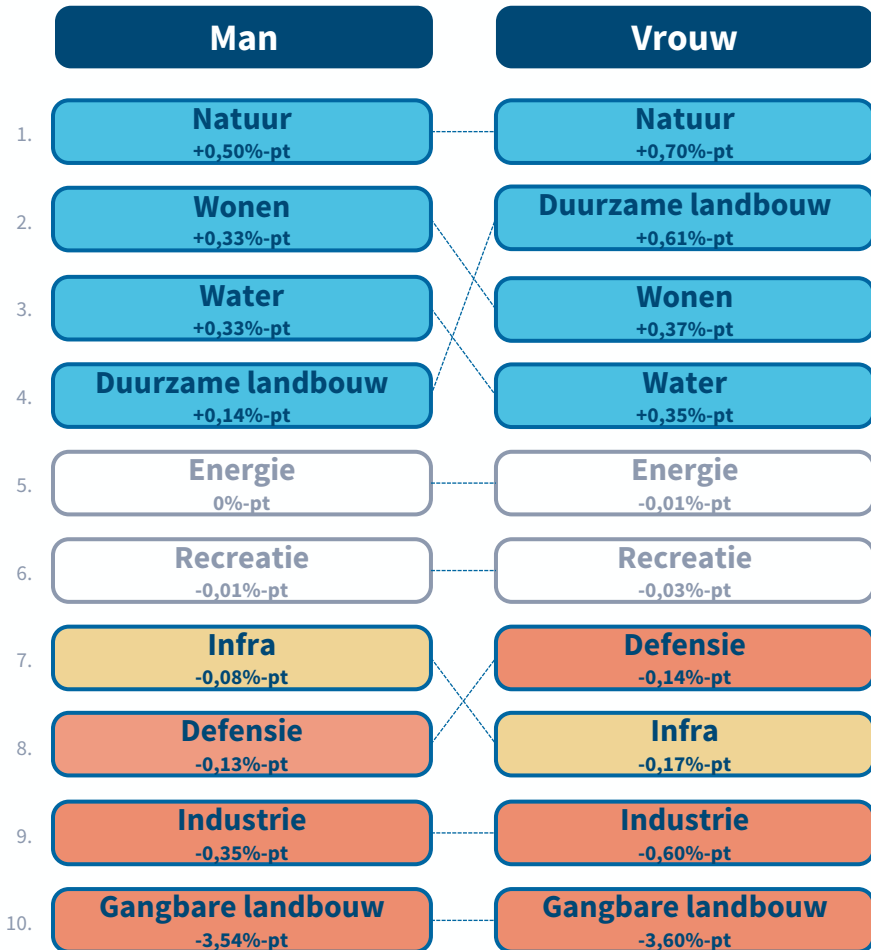 Man
Vrouw
1.
Natuur
+0,50%-pt
Natuur
+0,70%-pt
2.
Wonen
+0,33%-pt
Duurzame landbouw
+0,61%-pt
3.
Water
+0,33%-pt
Wonen
+0,37%-pt
4.
Duurzame landbouw
+0,14%-pt
Water
+0,35%-pt
5.
Energie
0%-pt
Energie
-0,01%-pt
6.
Recreatie
-0,01%-pt
Recreatie
-0,03%-pt
7.
Infra
-0,08%-pt
Defensie
-0,14%-pt
8.
Defensie
-0,13%-pt
Infra
-0,17%-pt
9.
Industrie
-0,35%-pt
Industrie
-0,60%-pt
10.
Gangbare landbouw
-3,54%-pt
Gangbare landbouw
-3,60%-pt